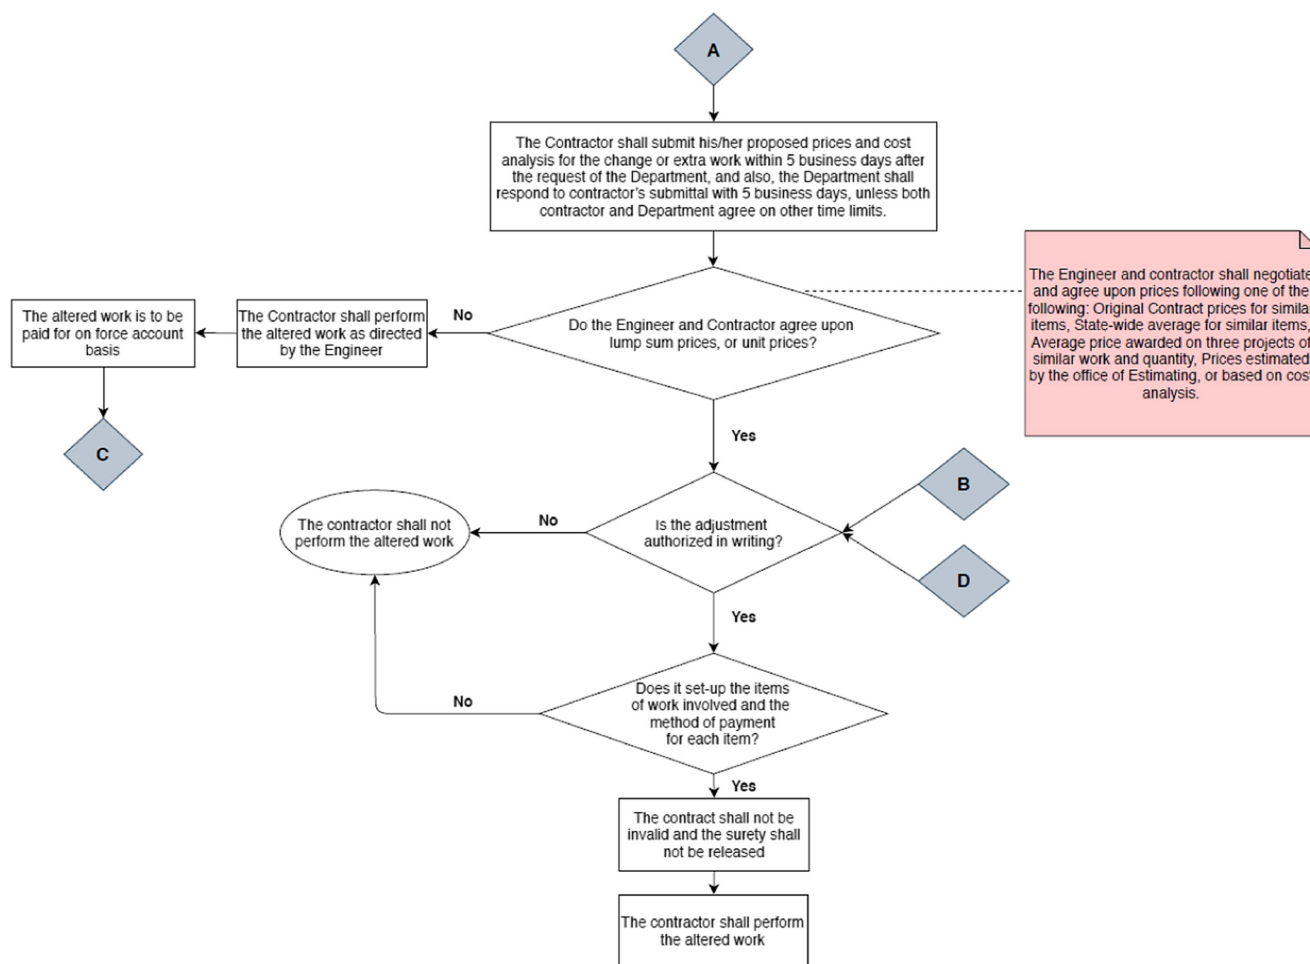 A
The Contractor shall submit his/her proposed prices and cost
analysis for the change or extra work within 5 business days after
the request of the Department, and also, the Department shall
respond to contractor's submittal with 5 business days, unless both
contractor and Department agree on other time limits.
The Engineer and contractor shall negotiate
and agree upon prices following one of the
following: Original Contract prices for similar
items, State-wide average for similar items,
Average price awarded on three projects of
similar work and quantity, Prices estimated
by the office of Estimating, or based on cost
analysis.
Do the Engineer and Contractor agree upon
lump sum prices, or unit prices?
No
The Contractor shall perform
the altered work as directed
by the Engineer
The altered work is to be
paid for on force account
basis
C
Yes
B
D
Is the adjustment
authorized in writing?
No
The contractor shall not
perform the altered work
Yes
Does it set-up the items
of work involved and the
method of payment
for each item?
No
Yes
The contract shall not be
invalid and the surety shall
not be released
The contractor shall perform
the altered work